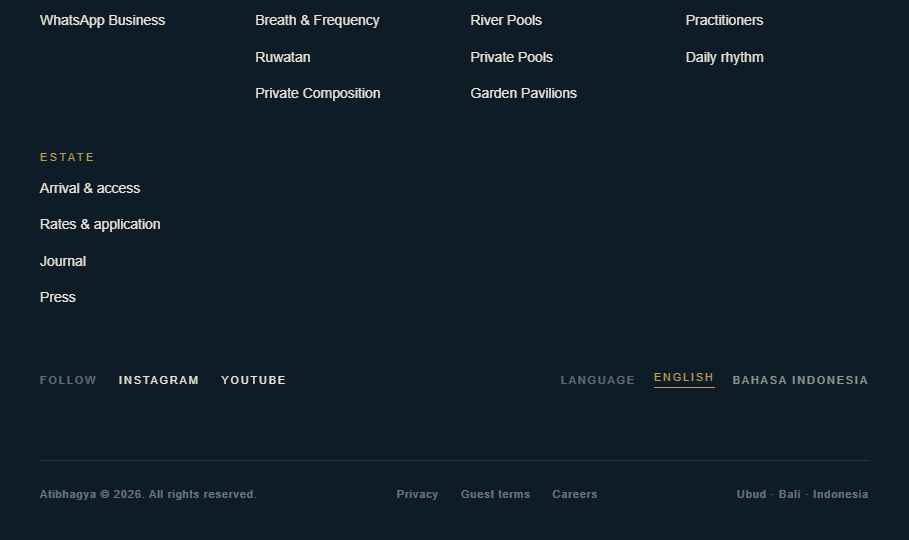 WhatsApp Business
Breath & Frequency
Ruwatan
Private Composition
River Pools
Private Pools
Garden Pavilions
Practitioners
Daily rhythm
ESTATE
Arrival & access
Rates & application
Journal
Press
FOLLOW INSTAGRAM YOUTUBE
LANGUAGE ENGLISH BAHASA INDONESIA
Atibhagya © 2026. All rights reserved.
Privacy Guest terms Careers
Ubud · Bali · Indonesia